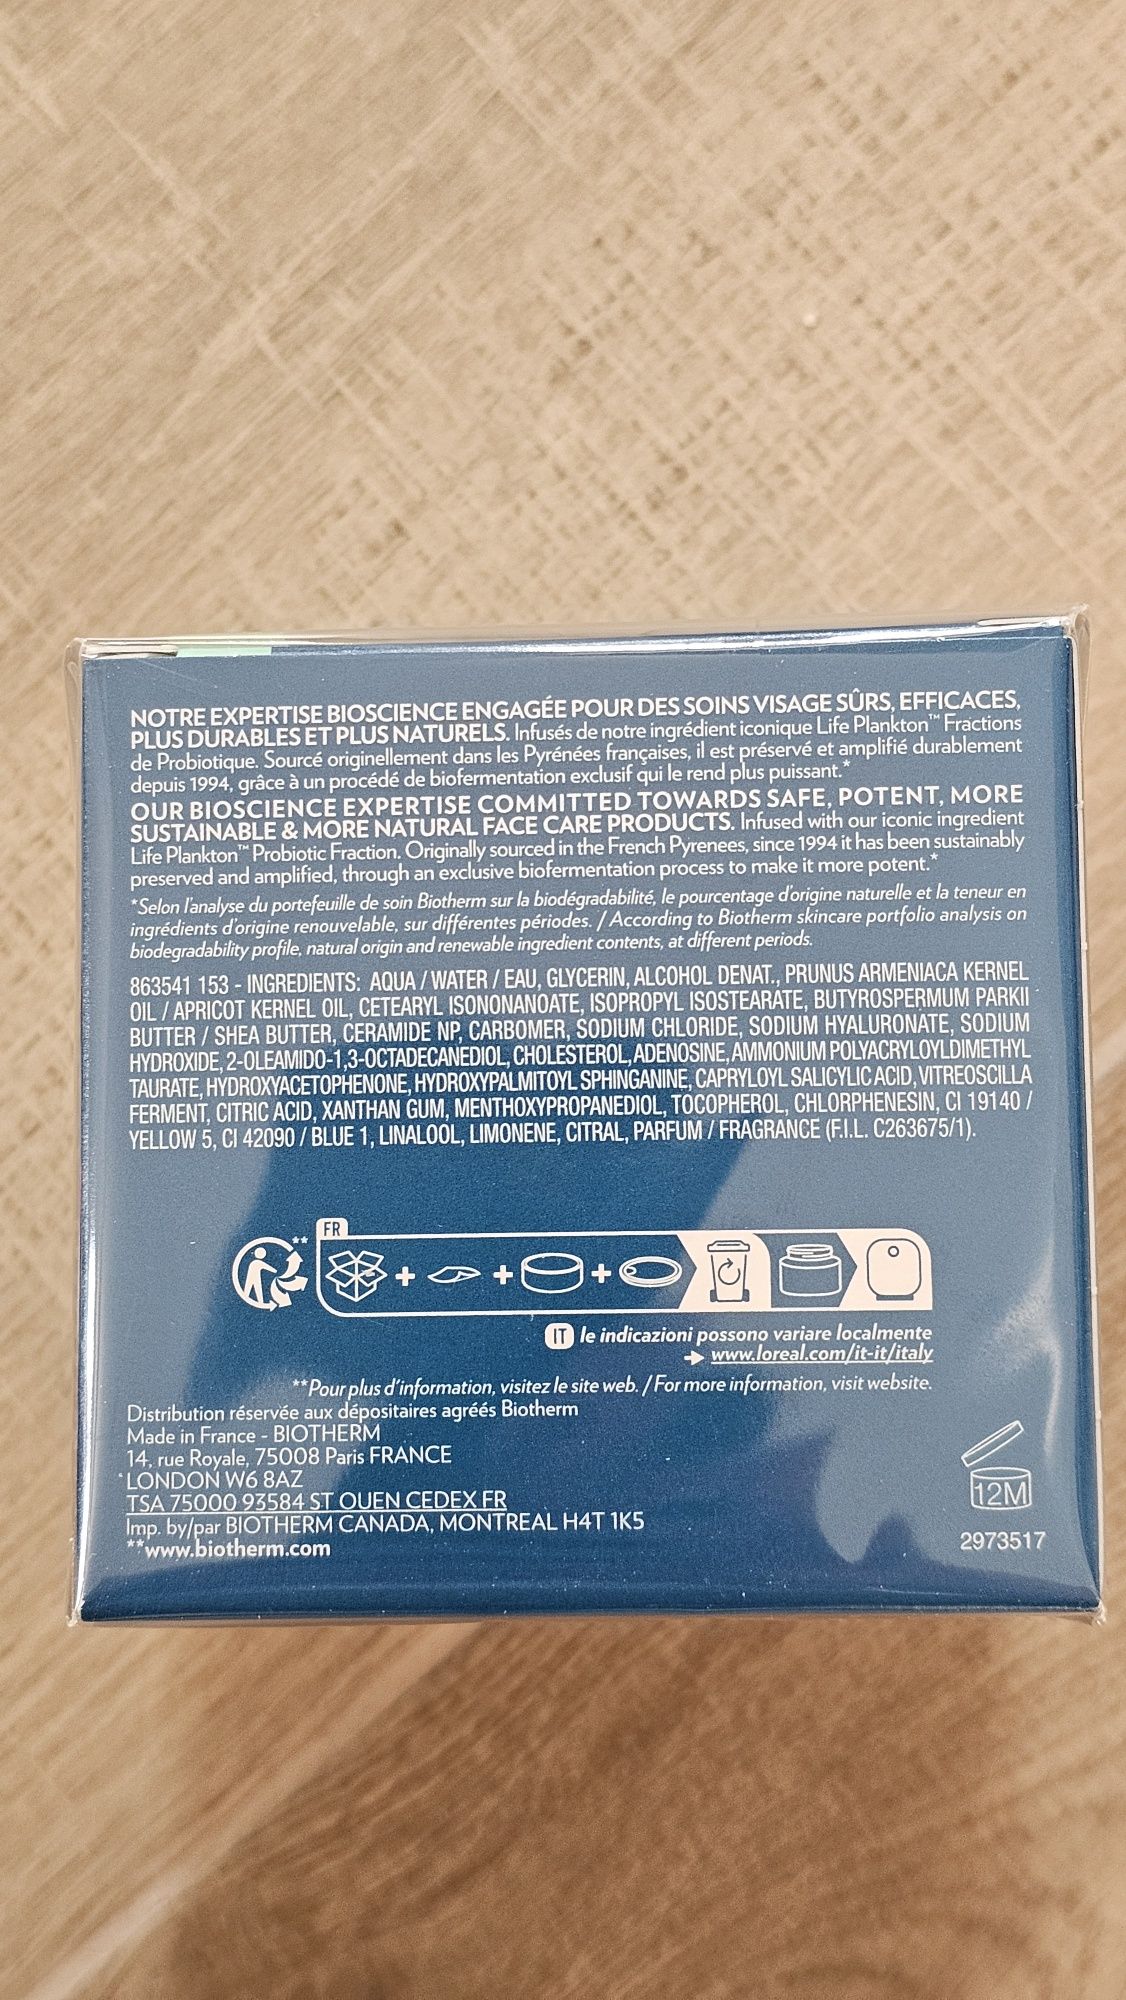 NOTRE EXPERTISE BIOSCIENCE ENGAGÉE POUR DES SOINS VISAGE SÛRS, EFFICACES,
PLUS DURABLES ET PLUS NATURELS. Infusés de notre ingrédient iconique Life Plankton™ Fractions
de Probiotique. Sourcé originellement dans les Pyrénées françaises, il est préservé et amplifié durablement
depuis 1994, grâce à un procédé de biofermentation exclusif qui le rend plus puissant.*
OUR BIOSCIENCE EXPERTISE COMMITTED TOWARDS SAFE, POTENT, MORE
SUSTAINABLE & MORE NATURAL FACE CARE PRODUCTS. Infused with our iconic ingredient
Life Plankton™ Probiotic Fraction. Originally sourced in the French Pyrenees, since 1994 it has been sustainably
preserved and amplified, through an exclusive biofermentation process to make it more potent.*
*Selon l'analyse du portefeuille de soin Biotherm sur la biodégradabilité, le pourcentage d'origine naturelle et la teneur en
ingrédients d'origine renouvelable, sur différentes périodes. / According to Biotherm skincare portfolio analysis on
biodegradability profile, natural origin and renewable ingredient contents, at different periods.
863541 153 - INGREDIENTS: AQUA / WATER / EAU, GLYCERIN, ALCOHOL DENAT., PRUNUS ARMENIACA KERNEL
OIL / APRICOT KERNEL OIL, CETEARYL ISONONANOATE, ISOPROPYL ISOSTEARATE, BUTYROSPERMUM PARKII
BUTTER / SHEA BUTTER, CERAMIDE NP, CARBOMER, SODIUM CHLORIDE, SODIUM HYALURONATE, SODIUM
HYDROXIDE, 2-OLEAMIDO-1,3-OCTADECANEDIOL, CHOLESTEROL, ADENOSINE, AMMONIUM POLYACRYLOYLDIMETHYL
TAURATE, HYDROXYACETOPHENONE, HYDROXYPALMITOYL SPHINGANINE, CAPRYLOYL SALICYLIC ACID, VITREOSCILLA
FERMENT, CITRIC ACID, XANTHAN GUM, MENTHOXYPROPANEDIOL, TOCOPHEROL, CHLORPHENESIN, CI 19140 /
YELLOW 5, CI 42090 / BLUE 1, LINALOOL, LIMONENE, CITRAL, PARFUM / FRAGRANCE (F.I.L. C263675/1).
FR
**
+ + +
IT le indicazioni possono variare localmente
→ www.loreal.com/it-it/italy
**Pour plus d'information, visitez le site web. / For more information, visit website.
Distribution réservée aux dépositaires agréés Biotherm
Made in France - BIOTHERM
14, rue Royale, 75008 Paris FRANCE
*LONDON W6 8AZ
TSA 75000 93584 ST OUEN CEDEX FR
Imp. by/par BIOTHERM CANADA, MONTREAL H4T 1K5
**www.biotherm.com
12M
2973517